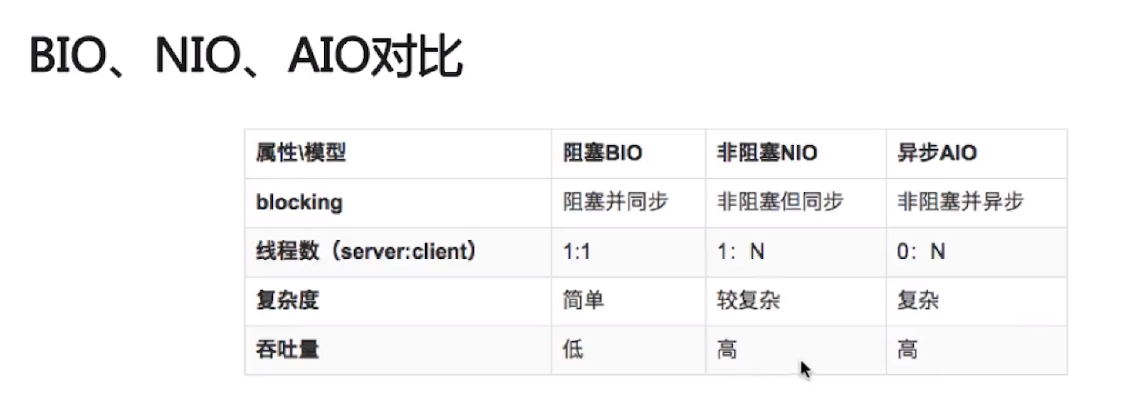 BIO、NIO、AIO对比
属性\模型 阻塞BIO 非阻塞NIO 异步AIO
blocking 阻塞并同步 非阻塞但同步 非阻塞并异步
线程数（server:client） 1:1 1：N 0：N
复杂度 简单 较复杂 复杂
吞吐量 低 高 高